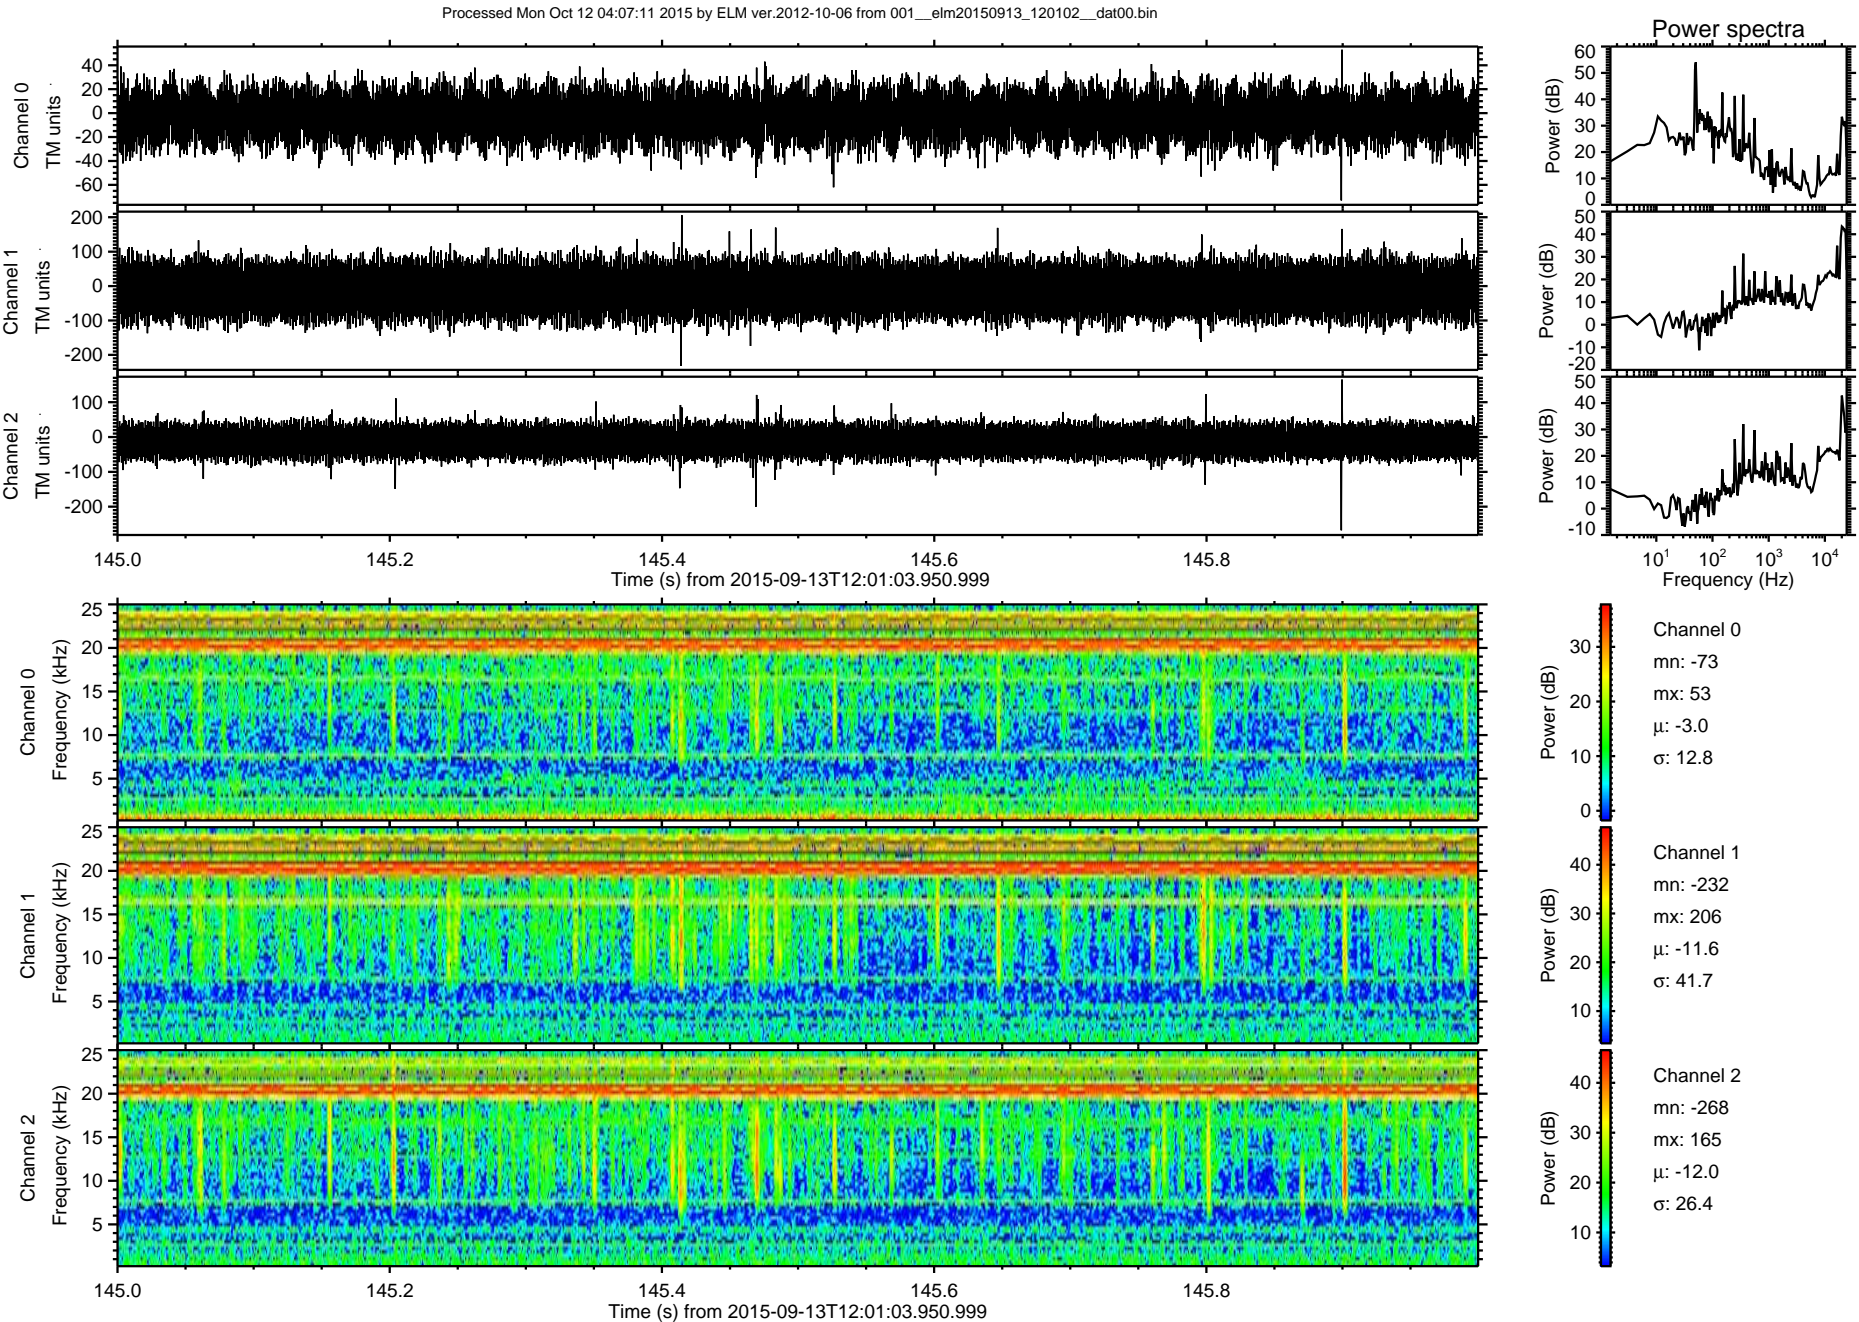 Processed Mon Oct 12 04:07:11 2015 by ELM ver.2012-10-06 from 001__elm20150913_120102__dat00.bin
Power spectra
Channel 0
TM units
40
20
0
-20
-40
-60
Power (dB)
60
50
40
30
20
10
0
Channel 1
TM units
200
100
0
-100
-200
Power (dB)
50
40
30
20
10
0
-10
-20
Channel 2
TM units
100
0
-100
-200
Power (dB)
50
40
30
20
10
0
-10
145.0 145.2 145.4 145.6 145.8
Time (s) from 2015-09-13T12:01:03.950.999
10^1 10^2 10^3 10^4
Frequency (Hz)
Channel 0
Frequency (kHz)
25
20
15
10
5
Power (dB)
30
20
10
0
Channel 0
mn: -73
mx: 53
μ: -3.0
σ: 12.8
Channel 1
Frequency (kHz)
25
20
15
10
5
Power (dB)
40
30
20
10
Channel 1
mn: -232
mx: 206
μ: -11.6
σ: 41.7
Channel 2
Frequency (kHz)
25
20
15
10
5
Power (dB)
40
30
20
10
Channel 2
mn: -268
mx: 165
μ: -12.0
σ: 26.4
145.0 145.2 145.4 145.6 145.8
Time (s) from 2015-09-13T12:01:03.950.999